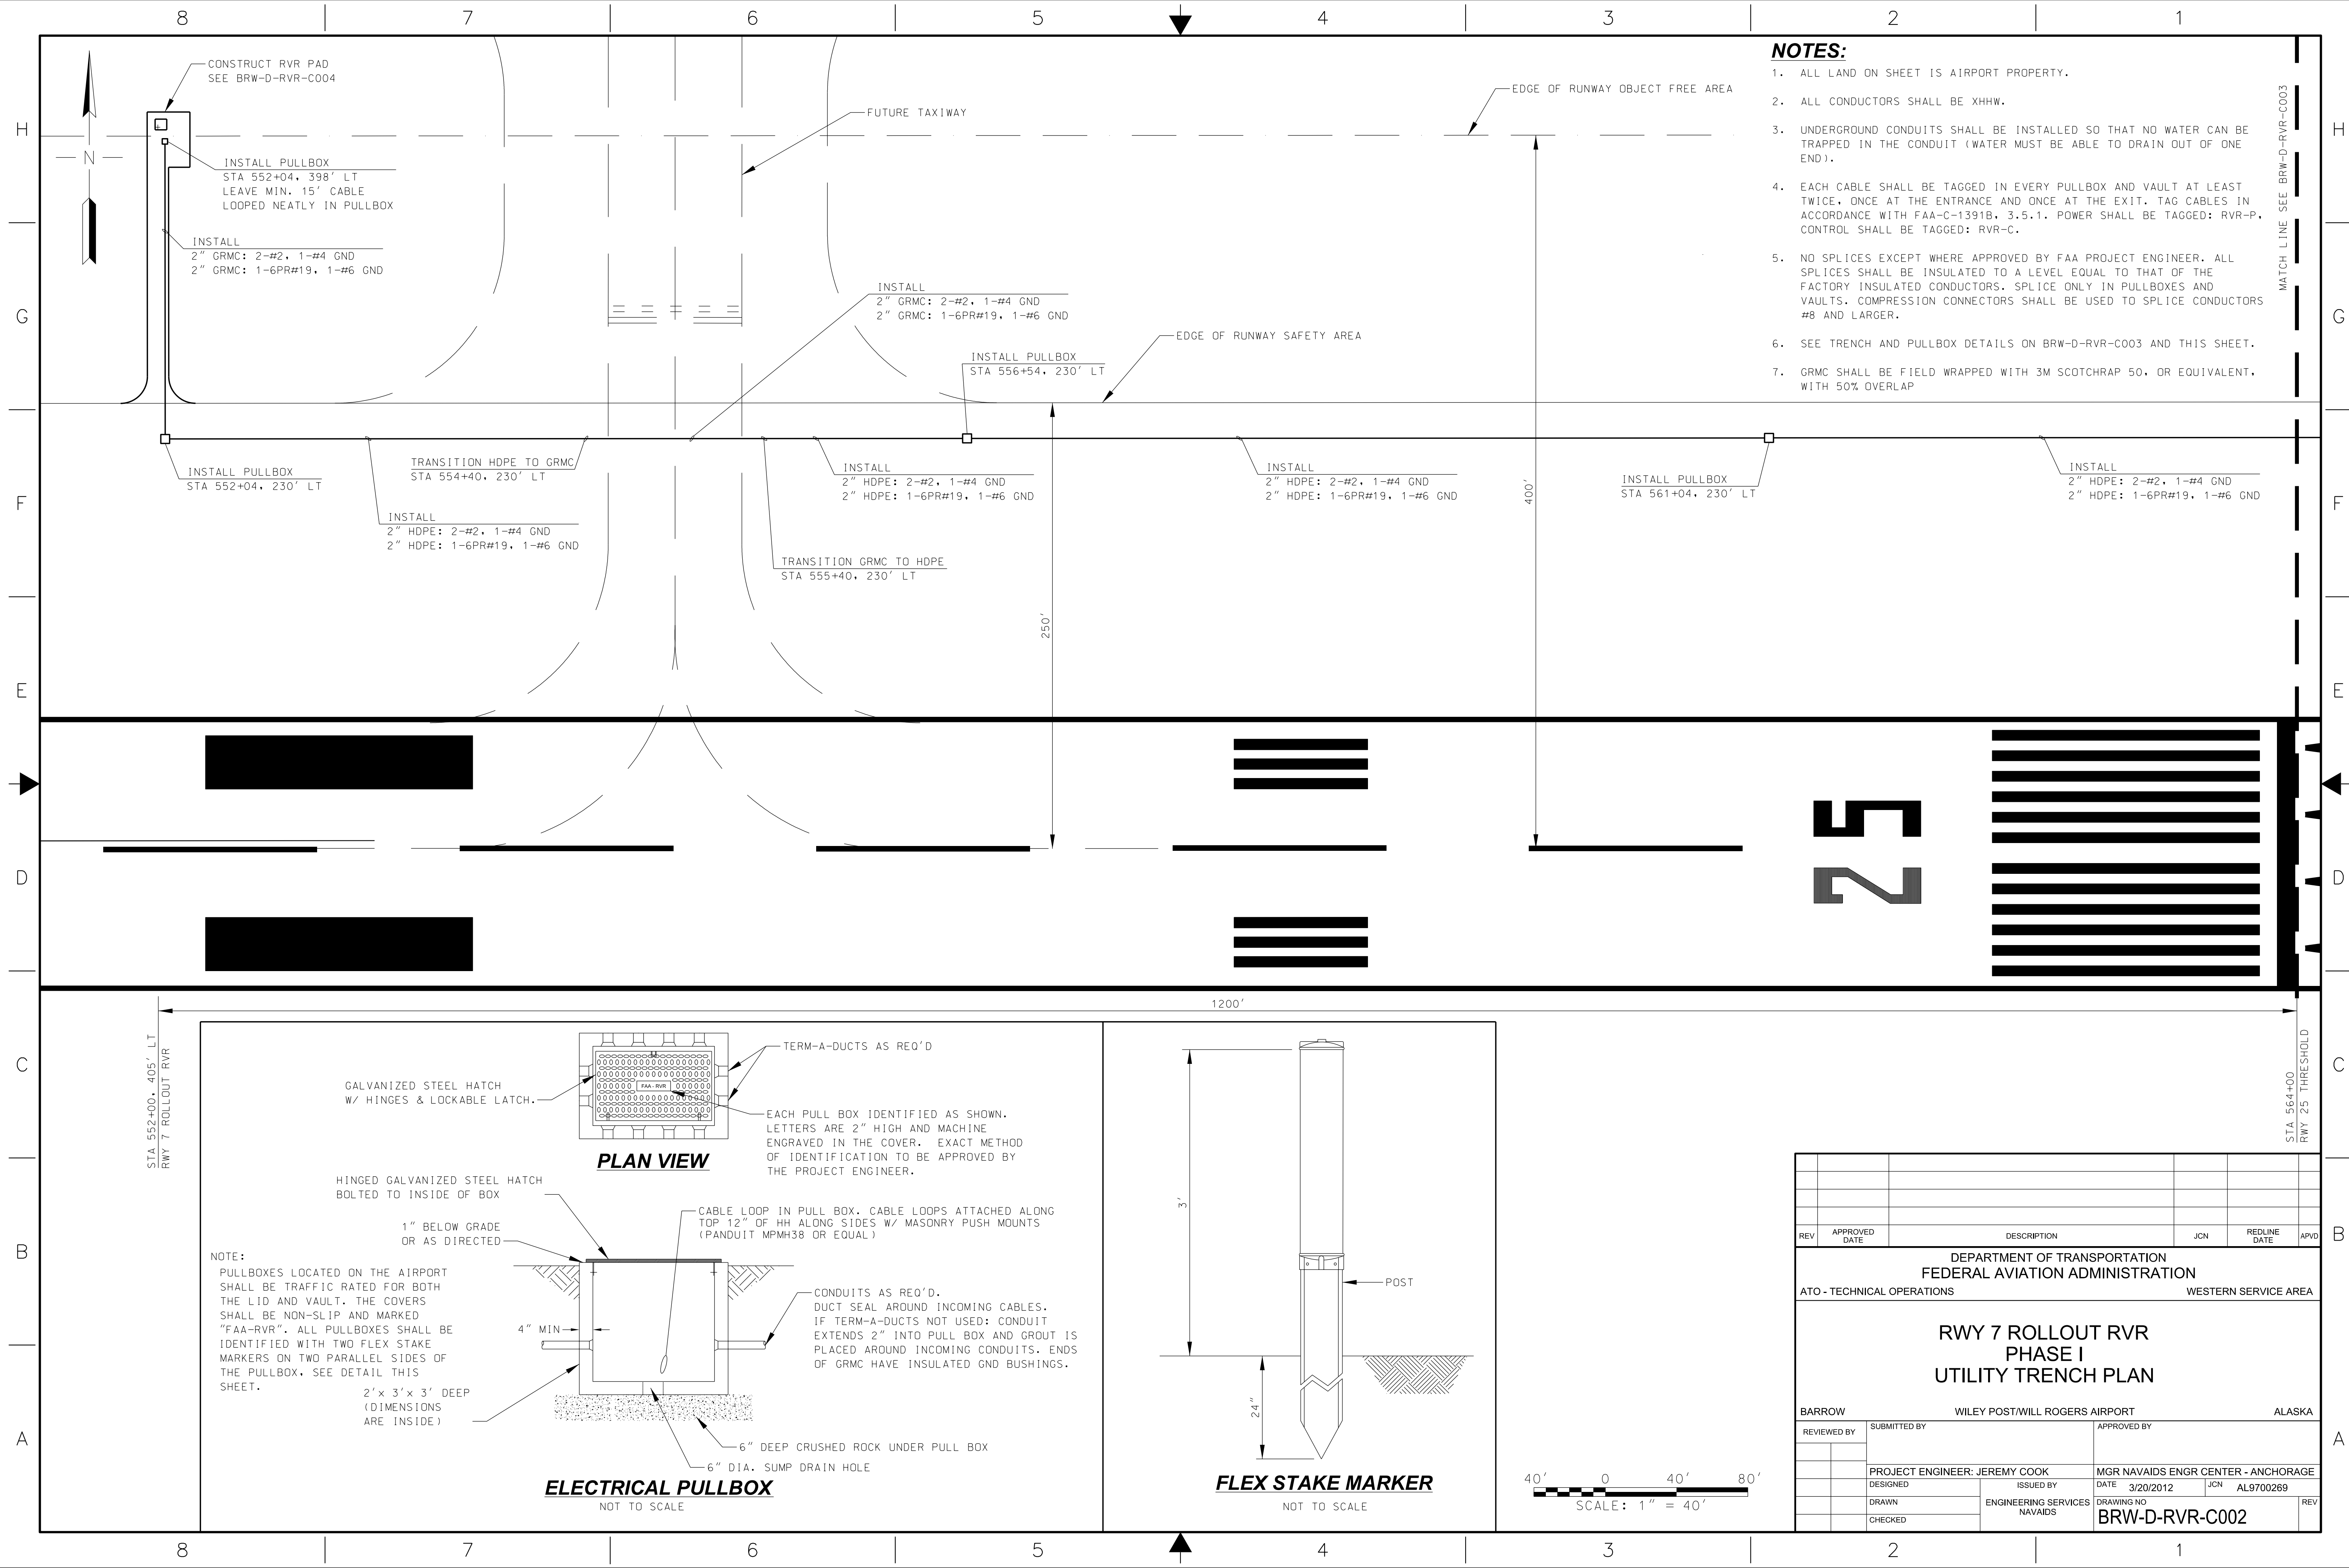 8 7 6 5 4 3 2 1
H
G
F
E
D
C
B
A
H
G
F
E
D
C
B
A
N
CONSTRUCT RVR PAD
SEE BRW-D-RVR-C004
INSTALL PULLBOX
STA 552+04, 398' LT
LEAVE MIN. 15' CABLE
LOOPED NEATLY IN PULLBOX
INSTALL
2" GRMC: 2-#2, 1-#4 GND
2" GRMC: 1-6PR#19, 1-#6 GND
FUTURE TAXIWAY
EDGE OF RUNWAY OBJECT FREE AREA
INSTALL
2" GRMC: 2-#2, 1-#4 GND
2" GRMC: 1-6PR#19, 1-#6 GND
EDGE OF RUNWAY SAFETY AREA
INSTALL PULLBOX
STA 556+54, 230' LT
NOTES:
1. ALL LAND ON SHEET IS AIRPORT PROPERTY.
2. ALL CONDUCTORS SHALL BE XHHW.
3. UNDERGROUND CONDUITS SHALL BE INSTALLED SO THAT NO WATER CAN BE
TRAPPED IN THE CONDUIT (WATER MUST BE ABLE TO DRAIN OUT OF ONE
END).
4. EACH CABLE SHALL BE TAGGED IN EVERY PULLBOX AND VAULT AT LEAST
TWICE, ONCE AT THE ENTRANCE AND ONCE AT THE EXIT. TAG CABLES IN
ACCORDANCE WITH FAA-C-1391B, 3.5.1. POWER SHALL BE TAGGED: RVR-P,
CONTROL SHALL BE TAGGED: RVR-C.
5. NO SPLICES EXCEPT WHERE APPROVED BY FAA PROJECT ENGINEER. ALL
SPLICES SHALL BE INSULATED TO A LEVEL EQUAL TO THAT OF THE
FACTORY INSULATED CONDUCTORS. SPLICE ONLY IN PULLBOXES AND
VAULTS. COMPRESSION CONNECTORS SHALL BE USED TO SPLICE CONDUCTORS
#8 AND LARGER.
6. SEE TRENCH AND PULLBOX DETAILS ON BRW-D-RVR-C003 AND THIS SHEET.
7. GRMC SHALL BE FIELD WRAPPED WITH 3M SCOTCHRAP 50, OR EQUIVALENT,
WITH 50% OVERLAP
MATCH LINE SEE BRW-D-RVR-C003
INSTALL PULLBOX
STA 552+04, 230' LT
TRANSITION HDPE TO GRMC
STA 554+40, 230' LT
INSTALL
2" HDPE: 2-#2, 1-#4 GND
2" HDPE: 1-6PR#19, 1-#6 GND
TRANSITION GRMC TO HDPE
STA 555+40, 230' LT
INSTALL
2" HDPE: 2-#2, 1-#4 GND
2" HDPE: 1-6PR#19, 1-#6 GND
INSTALL
2" HDPE: 2-#2, 1-#4 GND
2" HDPE: 1-6PR#19, 1-#6 GND
INSTALL PULLBOX
STA 561+04, 230' LT
INSTALL
2" HDPE: 2-#2, 1-#4 GND
2" HDPE: 1-6PR#19, 1-#6 GND
250'
400'
25
1200'
STA 552+00, 405' LT
RWY 7 ROLLOUT RVR
STA 564+00
RWY 25 THRESHOLD
TERM-A-DUCTS AS REQ'D
GALVANIZED STEEL HATCH
W/ HINGES & LOCKABLE LATCH.
FAA - RVR
EACH PULL BOX IDENTIFIED AS SHOWN.
LETTERS ARE 2" HIGH AND MACHINE
ENGRAVED IN THE COVER. EXACT METHOD
OF IDENTIFICATION TO BE APPROVED BY
THE PROJECT ENGINEER.
PLAN VIEW
HINGED GALVANIZED STEEL HATCH
BOLTED TO INSIDE OF BOX
1" BELOW GRADE
OR AS DIRECTED
CABLE LOOP IN PULL BOX. CABLE LOOPS ATTACHED ALONG
TOP 12" OF HH ALONG SIDES W/ MASONRY PUSH MOUNTS
(PANDUIT MPMH38 OR EQUAL)
NOTE:
PULLBOXES LOCATED ON THE AIRPORT
SHALL BE TRAFFIC RATED FOR BOTH
THE LID AND VAULT. THE COVERS
SHALL BE NON-SLIP AND MARKED
"FAA-RVR". ALL PULLBOXES SHALL BE
IDENTIFIED WITH TWO FLEX STAKE
MARKERS ON TWO PARALLEL SIDES OF
THE PULLBOX, SEE DETAIL THIS
SHEET.
4" MIN
CONDUITS AS REQ'D.
DUCT SEAL AROUND INCOMING CABLES.
IF TERM-A-DUCTS NOT USED: CONDUIT
EXTENDS 2" INTO PULL BOX AND GROUT IS
PLACED AROUND INCOMING CONDUITS. ENDS
OF GRMC HAVE INSULATED GND BUSHINGS.
2'x 3'x 3' DEEP
(DIMENSIONS
ARE INSIDE)
6" DEEP CRUSHED ROCK UNDER PULL BOX
6" DIA. SUMP DRAIN HOLE
ELECTRICAL PULLBOX
NOT TO SCALE
3'
POST
24"
FLEX STAKE MARKER
NOT TO SCALE
40' 0 40' 80'
SCALE: 1" = 40'
REV APPROVED DATE DESCRIPTION JCN REDLINE DATE APVD
DEPARTMENT OF TRANSPORTATION
FEDERAL AVIATION ADMINISTRATION
ATO - TECHNICAL OPERATIONS WESTERN SERVICE AREA
RWY 7 ROLLOUT RVR
PHASE I
UTILITY TRENCH PLAN
BARROW WILEY POST/WILL ROGERS AIRPORT ALASKA
REVIEWED BY SUBMITTED BY APPROVED BY
PROJECT ENGINEER: JEREMY COOK MGR NAVAIDS ENGR CENTER - ANCHORAGE
DESIGNED ISSUED BY DATE 3/20/2012 JCN AL9700269
DRAWN ENGINEERING SERVICES NAVAIDS DRAWING NO REV
CHECKED BRW-D-RVR-C002
8 7 6 5 4 3 2 1